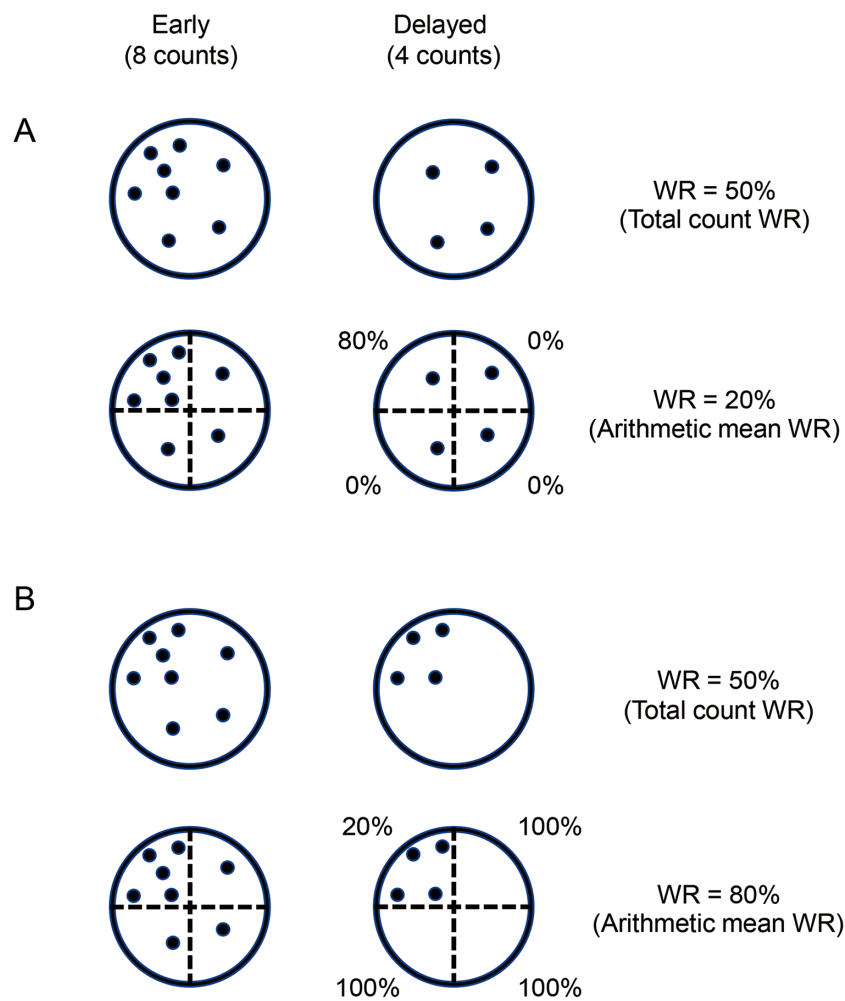 Early
(8 counts)
Delayed
(4 counts)
A
WR = 50%
(Total count WR)
80%
0%
WR = 20%
(Arithmetic mean WR)
0%
0%
B
WR = 50%
(Total count WR)
20%
100%
WR = 80%
(Arithmetic mean WR)
100%
100%